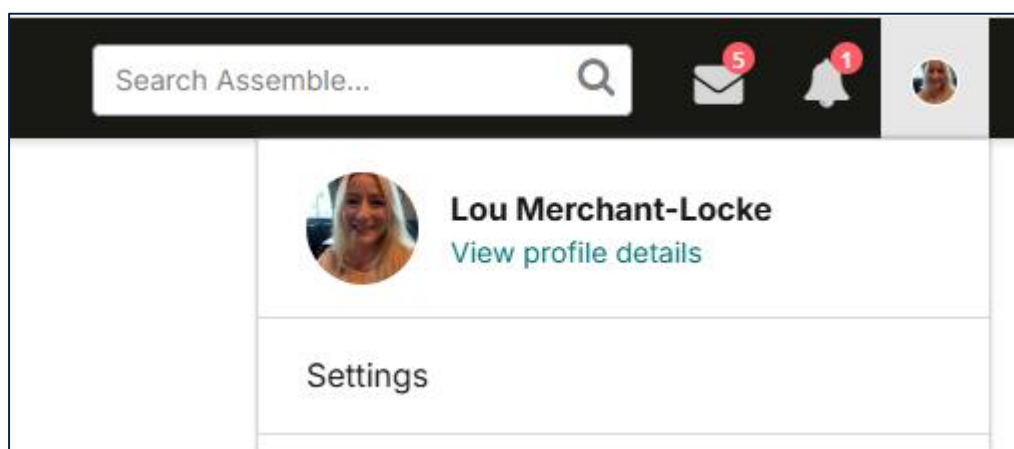 Search Assemble...
5
1
Lou Merchant-Locke
View profile details
Settings